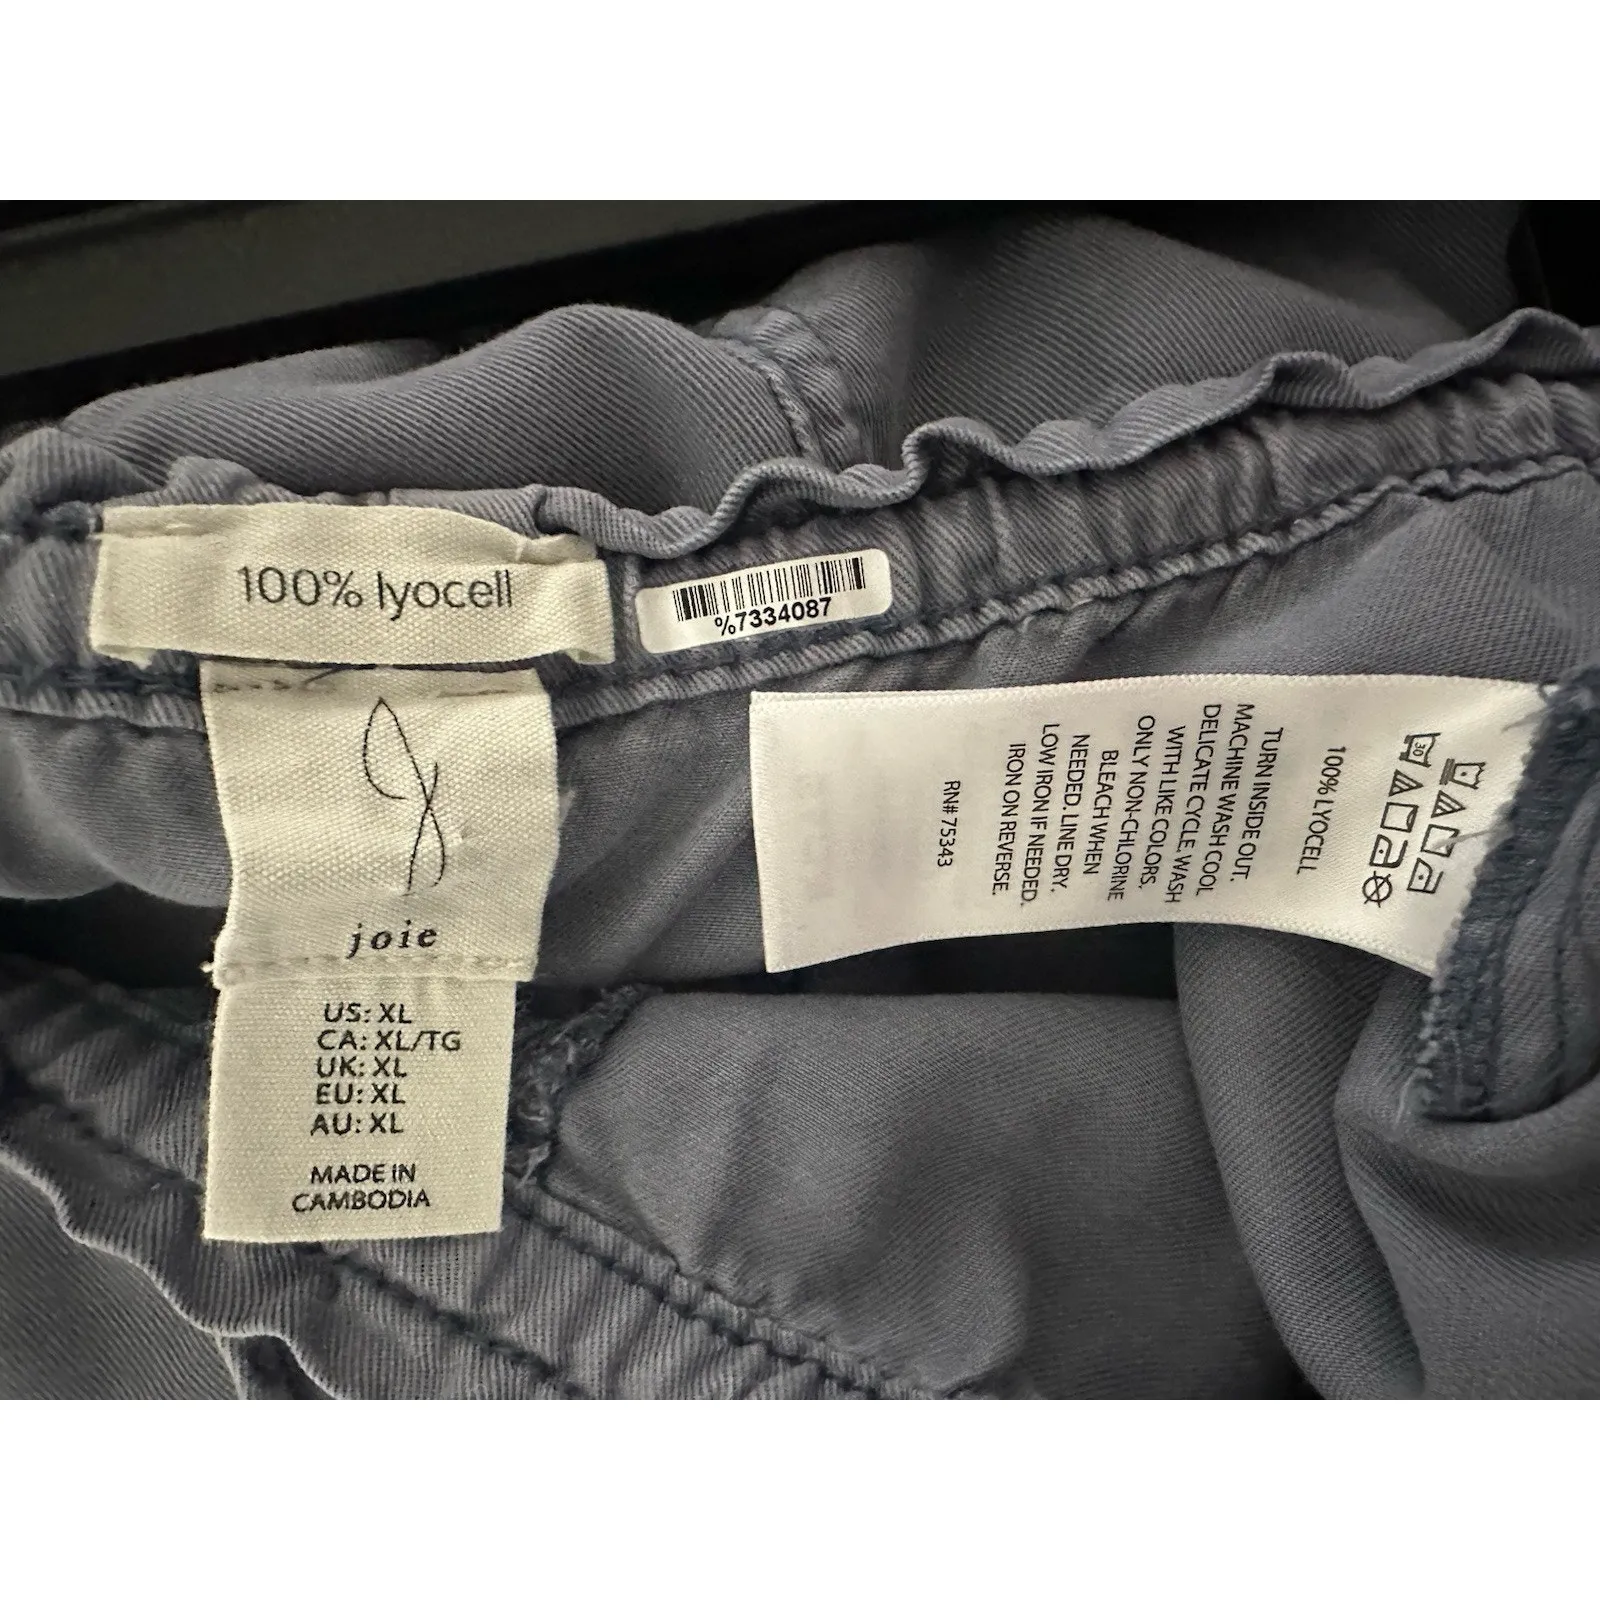 100% lyocell
%7334087
joie
US: XL
CA: XL/TG
UK: XL
EU: XL
AU: XL
MADE IN
CAMBODIA
30
100% LYOCELL
TURN INSIDE OUT.
MACHINE WASH COOL
DELICATE CYCLE. WASH
WITH LIKE COLORS.
ONLY NON-CHLORINE
BLEACH WHEN
NEEDED. LINE DRY.
LOW IRON IF NEEDED.
IRON ON REVERSE.
RN# 75343